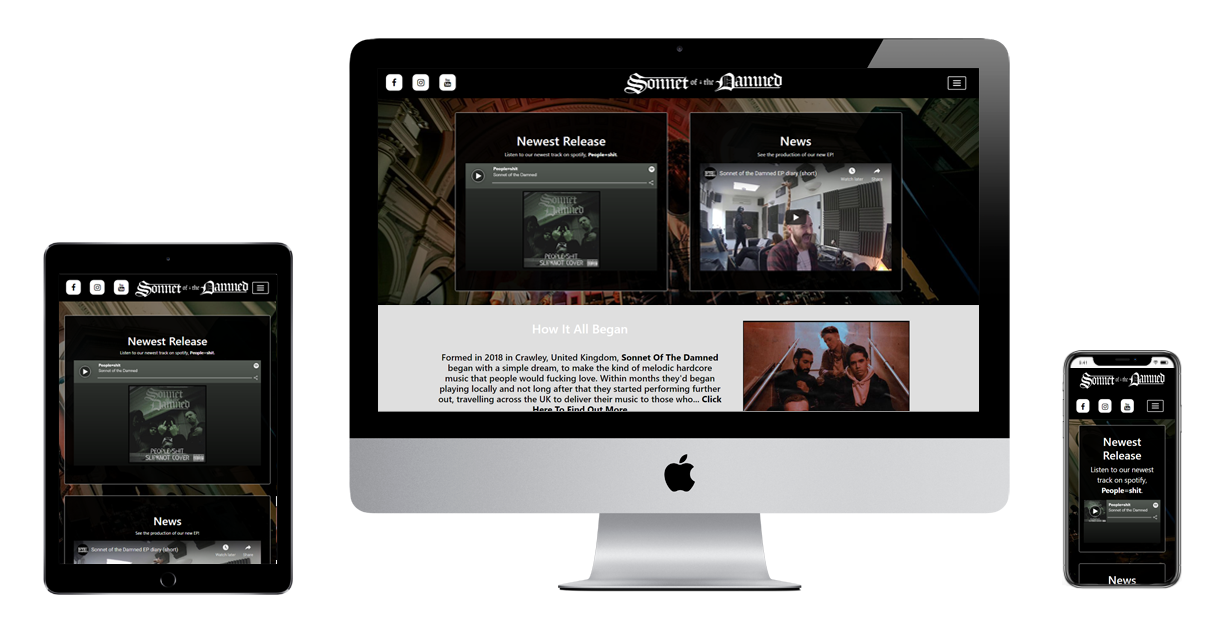 Sonnet of the Damned
Newest Release
Listen to our newest track on spotify, People=shit.
People=shit
Sonnet of the Damned
Sonnet
Damned
PEOPLE=SHIT
SLIPKNOT COVER
News
See the production of our new EP!
Sonnet of the Damned EP diary (short)
Watch later
Share
How It All Began
Formed in 2018 in Crawley, United Kingdom, Sonnet Of The Damned
began with a simple dream, to make the kind of melodic hardcore
music that people would fucking love. Within months they'd began
playing locally and not long after that they started performing further
out, travelling across the UK to deliver their music to those who... Click
Here To Find Out More
Sonnet of the Damned
Newest Release
Listen to our newest track on spotify, People=shit.
People=shit
Sonnet of the Damned
Sonnet
Damned
PEOPLE=SHIT
SLIPKNOT COVER
News
See the production of our new EP!
Sonnet of the Damned EP diary (short)
Watch later
Share
5:41
Sonnet of the Damned
Newest
Release
Listen to our newest
track on spotify,
People=shit.
People=shit
Sonnet of the Damned
News